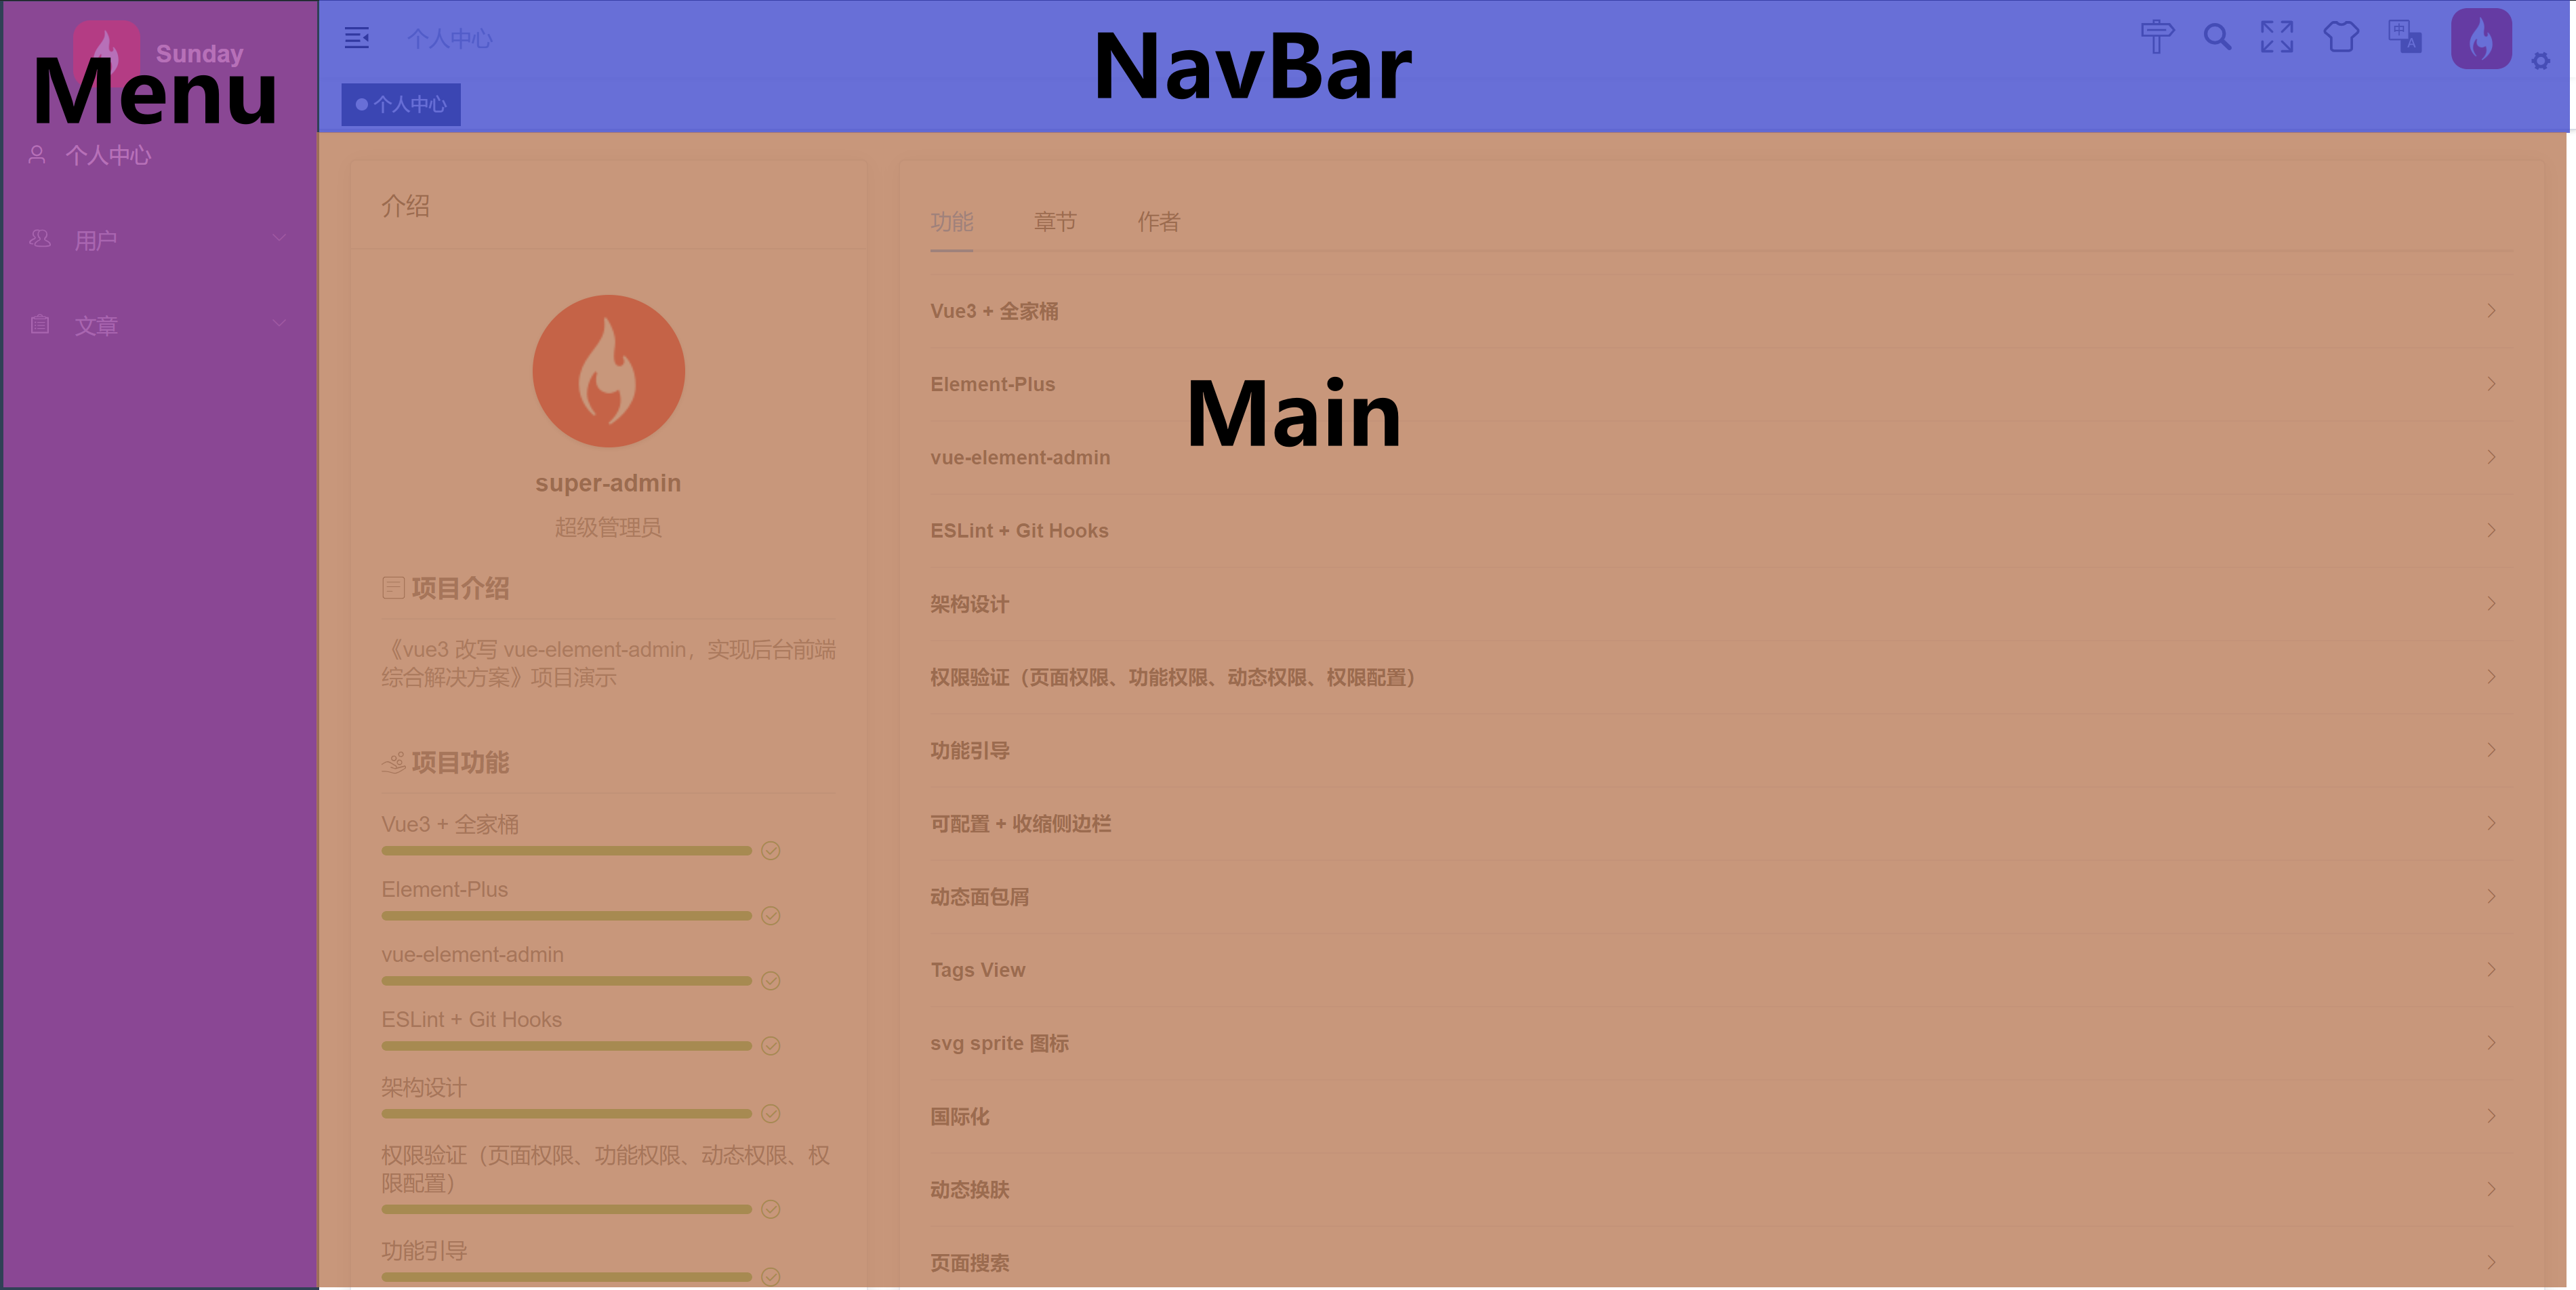 Sunday
Menu
个人中心
用户
文章
个人中心
NavBar
中
A
个人中心
介绍
super-admin
超级管理员
项目介绍
《vue3 改写 vue-element-admin，实现后台前端
综合解决方案》项目演示
项目功能
Vue3 + 全家桶
Element-Plus
vue-element-admin
ESLint + Git Hooks
架构设计
权限验证（页面权限、功能权限、动态权限、权
限配置）
功能引导
功能 章节 作者
Main
Vue3 + 全家桶
Element-Plus
vue-element-admin
ESLint + Git Hooks
架构设计
权限验证（页面权限、功能权限、动态权限、权限配置）
功能引导
可配置 + 收缩侧边栏
动态面包屑
Tags View
svg sprite 图标
国际化
动态换肤
页面搜索